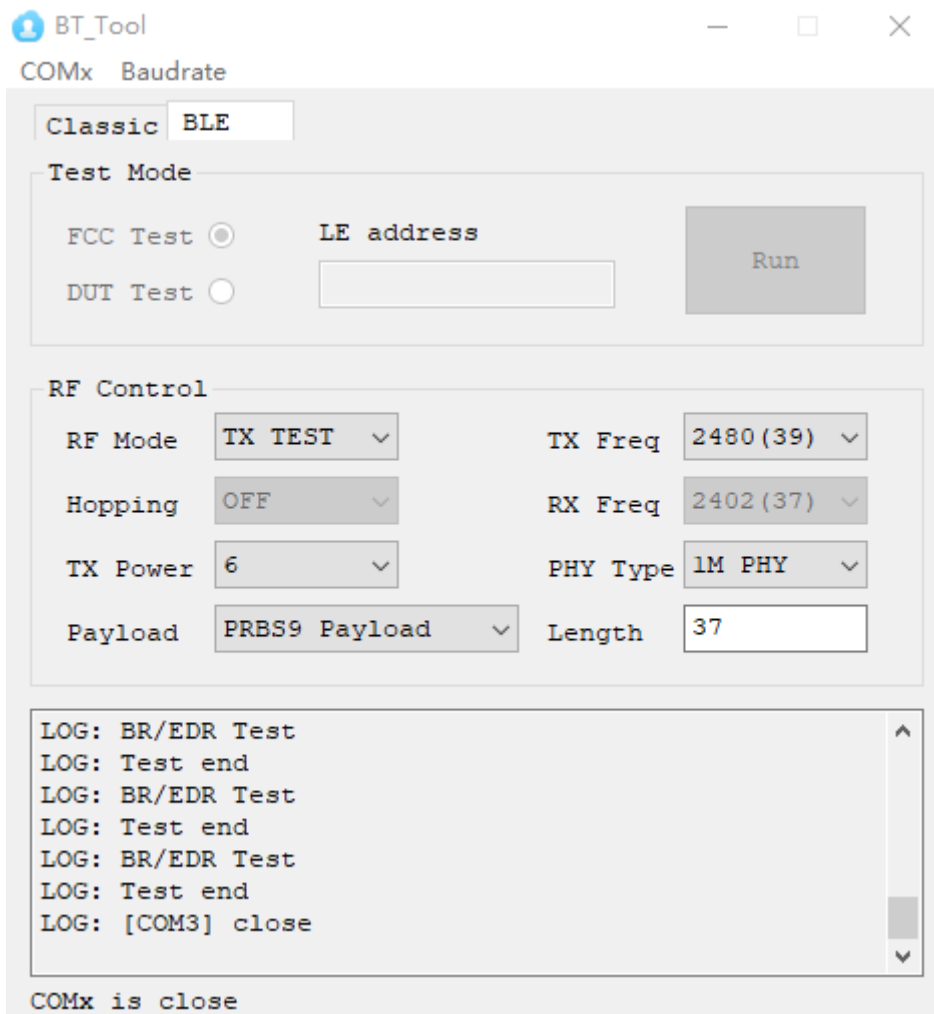 BT_Tool
COMx Baudrate
Classic BLE
Test Mode
FCC Test LE address
Run
DUT Test
RF Control
RF Mode TX TEST TX Freq 2480(39)
Hopping OFF RX Freq 2402(37)
TX Power 6 PHY Type 1M PHY
Payload PRBS9 Payload Length 37
LOG: BR/EDR Test
LOG: Test end
LOG: BR/EDR Test
LOG: Test end
LOG: BR/EDR Test
LOG: Test end
LOG: [COM3] close
COMx is close